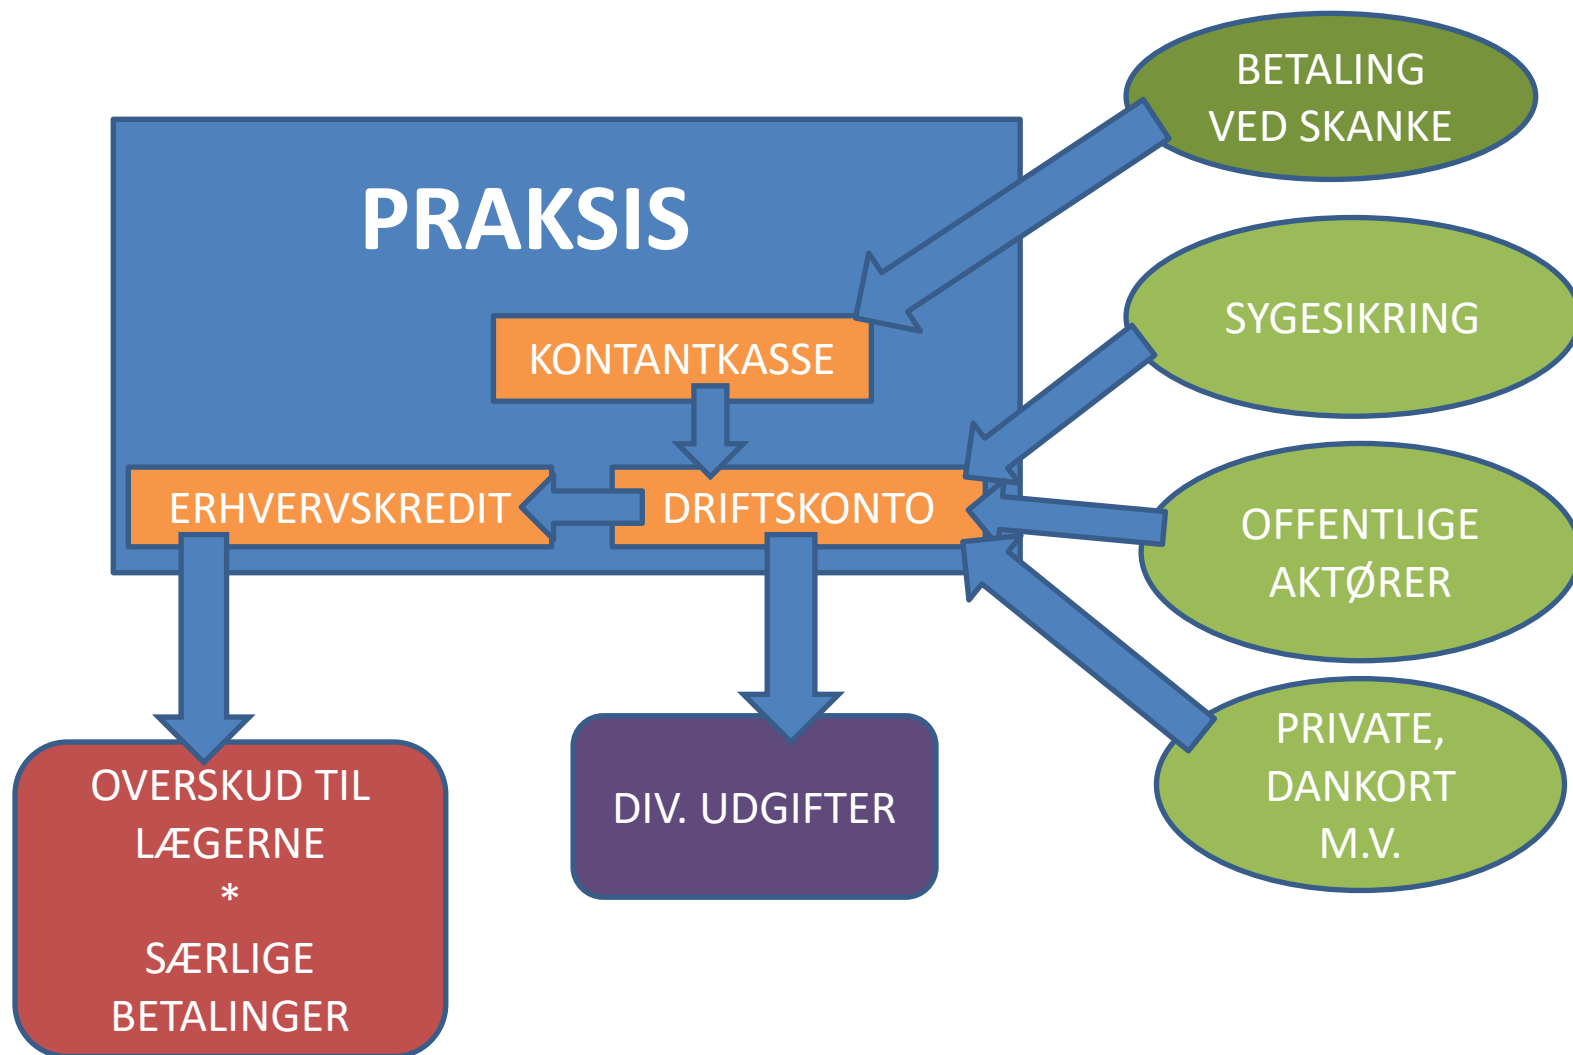 BETALING
VED SKANKE
PRAKSIS
SYGESIKRING
KONTANTKASSE
ERHVERVSKREDIT
DRIFTSKONTO
OFFENTLIGE
AKTØRER
PRIVATE,
DANKORT
M.V.
OVERSKUD TIL
LÆGERNE
*
SÆRLIGE
BETALINGER
DIV. UDGIFTER